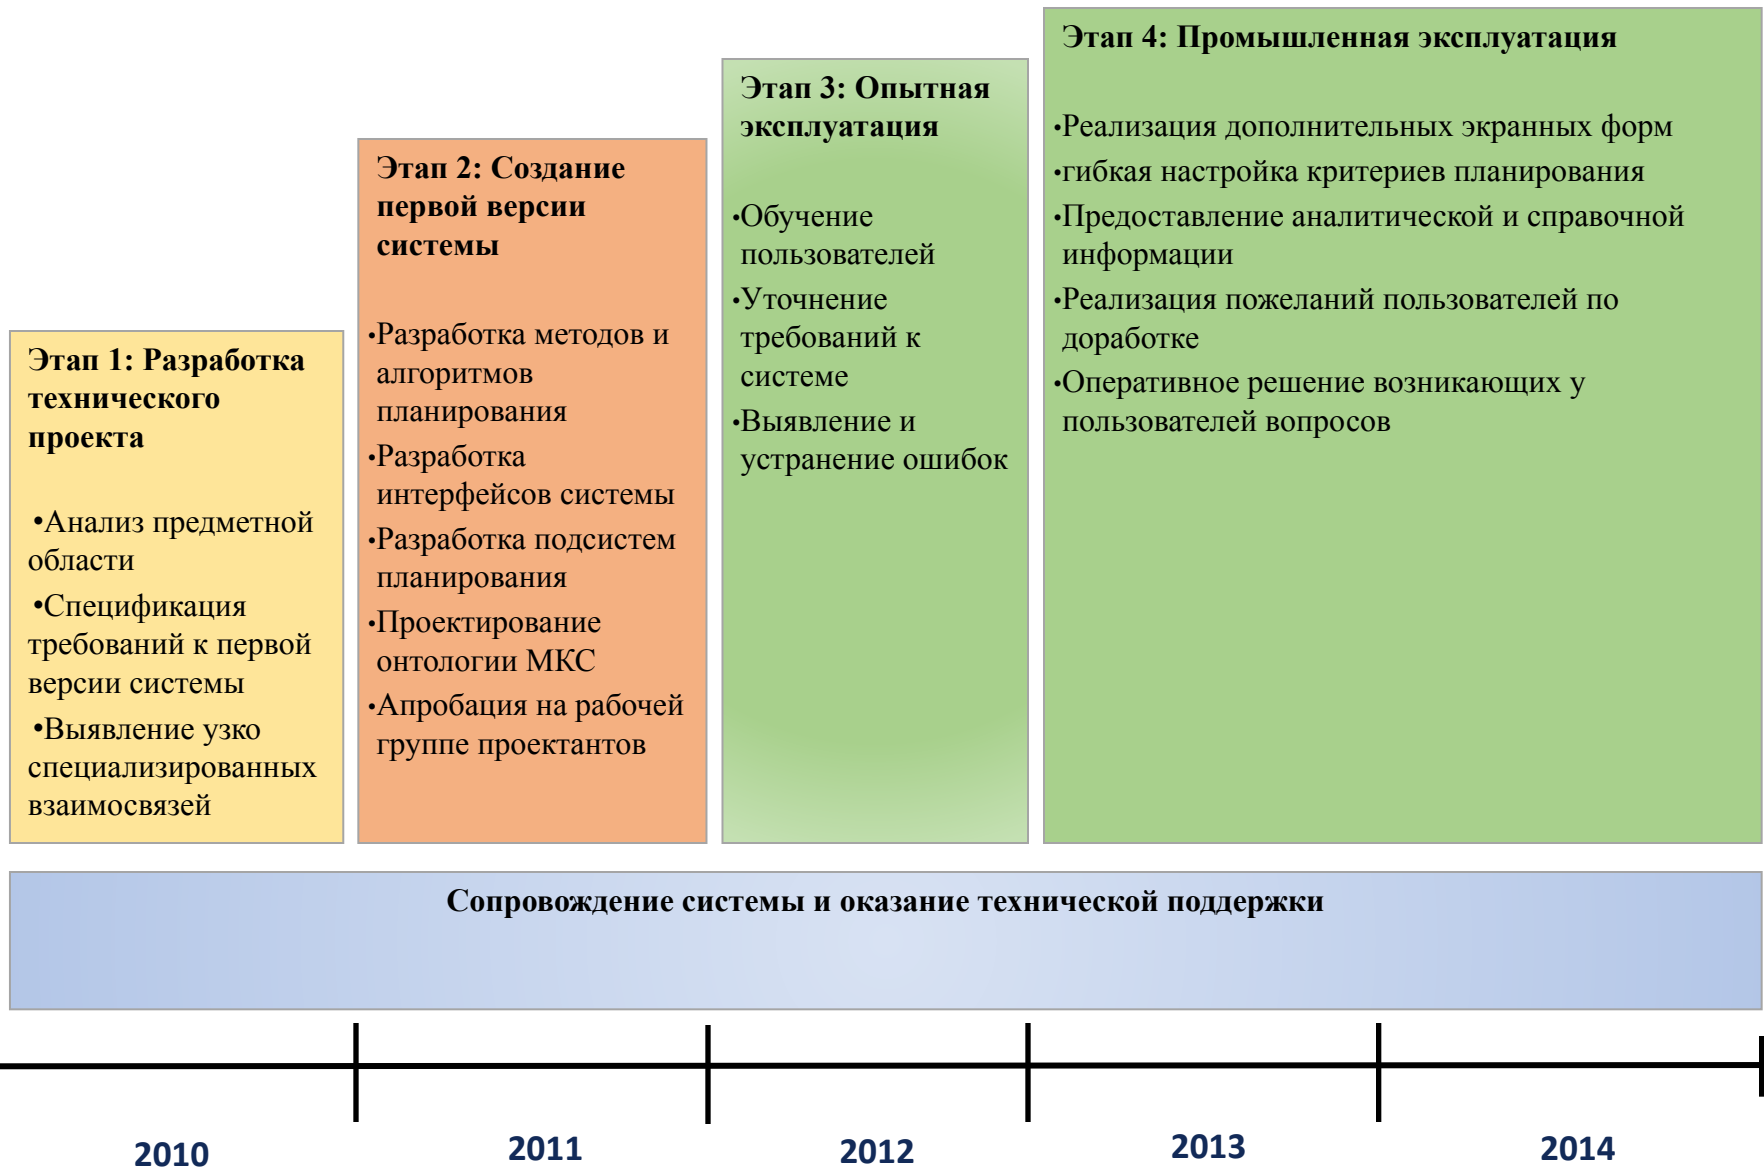 Этап 1: Разработка
технического
проекта
•Анализ предметной
области
•Спецификация
требований к первой
версии системы
•Выявление узко
специализированных
взаимосвязей
Этап 2: Создание
первой версии
системы
•Разработка методов и
алгоритмов
планирования
•Разработка
интерфейсов системы
•Разработка подсистем
планирования
•Проектирование
онтологии МКС
•Апробация на рабочей
группе проектантов
Этап 3: Опытная
эксплуатация
•Обучение
пользователей
•Уточнение
требований к
системе
•Выявление и
устранение ошибок
Этап 4: Промышленная эксплуатация
•Реализация дополнительных экранных форм
•гибкая настройка критериев планирования
•Предоставление аналитической и справочной
информации
•Реализация пожеланий пользователей по
доработке
•Оперативное решение возникающих у
пользователей вопросов
Сопровождение системы и оказание технической поддержки
2010
2011
2012
2013
2014